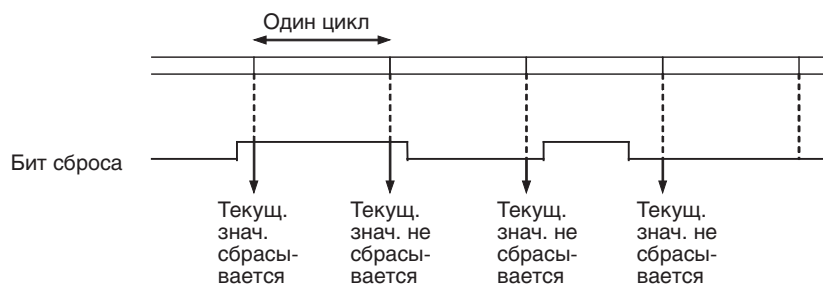 Один цикл
Бит сброса
Текущ.
знач.
сбрасы-
вается
Текущ.
знач. не
сбрасы-
вается
Текущ.
знач. не
сбрасы-
вается
Текущ.
знач. не
сбрасы-
вается